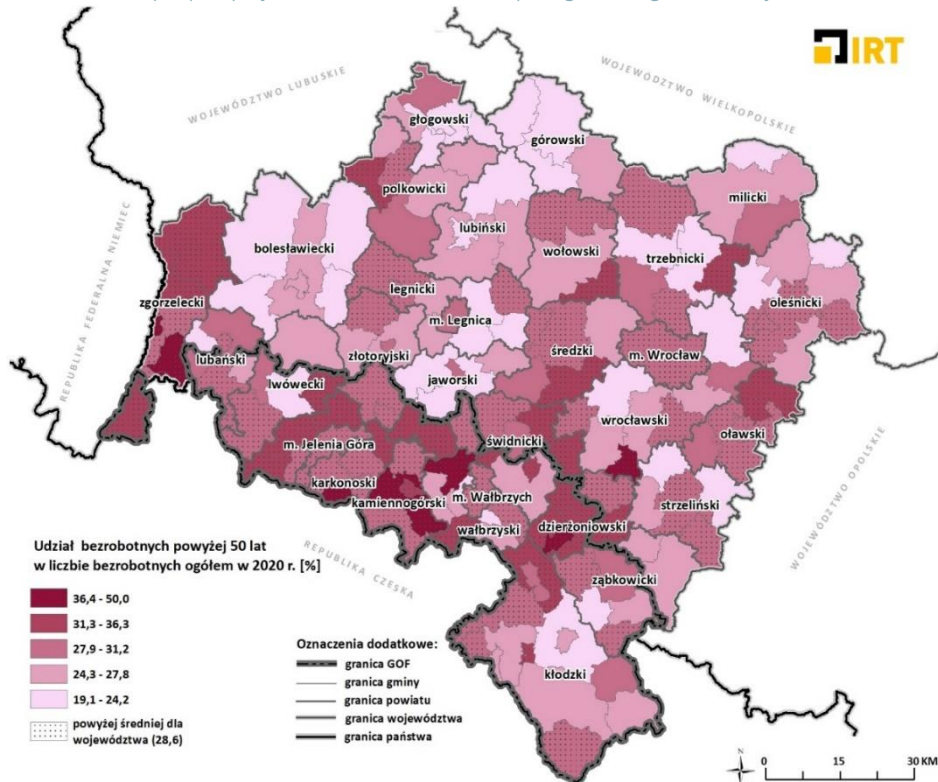 IRT
WOJEWÓDZTWO LUBUSKIE
WOJEWÓDZTWO WIELKOPOLSKIE
głogowski
górowski
polkowicki
milicki
lubiński
bolesławiecki
wołowski
trzebnicki
REPUBLIKA FEDERALNA NIEMIEC
legnicki
zgorzelecki
oleśnicki
m. Legnica
lubański
złotoryjski
średzki
m. Wrocław
lwówecki
jaworski
wrocławski
oławski
m. Jelenia Góra
świdnicki
karkonoski
kamiennogórski
m. Wałbrzych
strzeliński
wałbrzyski
dzierżoniowski
WOJEWÓDZTWO OPOLSKIE
REPUBLIKA CZESKA
ząbkowicki
kłodzki
Udział bezrobotnych powyżej 50 lat
w liczbie bezrobotnych ogółem w 2020 r. [%]
36,4 - 50,0
31,3 - 36,3
27,9 - 31,2
24,3 - 27,8
19,1 - 24,2
powyżej średniej dla
województwa (28,6)
Oznaczenia dodatkowe:
granica GOF
granica gminy
granica powiatu
granica województwa
granica państwa
N
0 15 30 KM